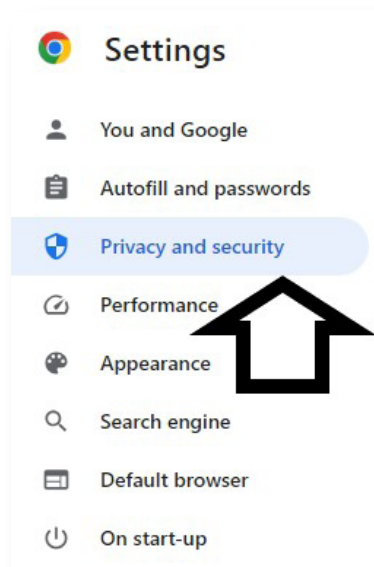 Settings
You and Google
Autofill and passwords
Privacy and security
Performance
Appearance
Search engine
Default browser
On start-up